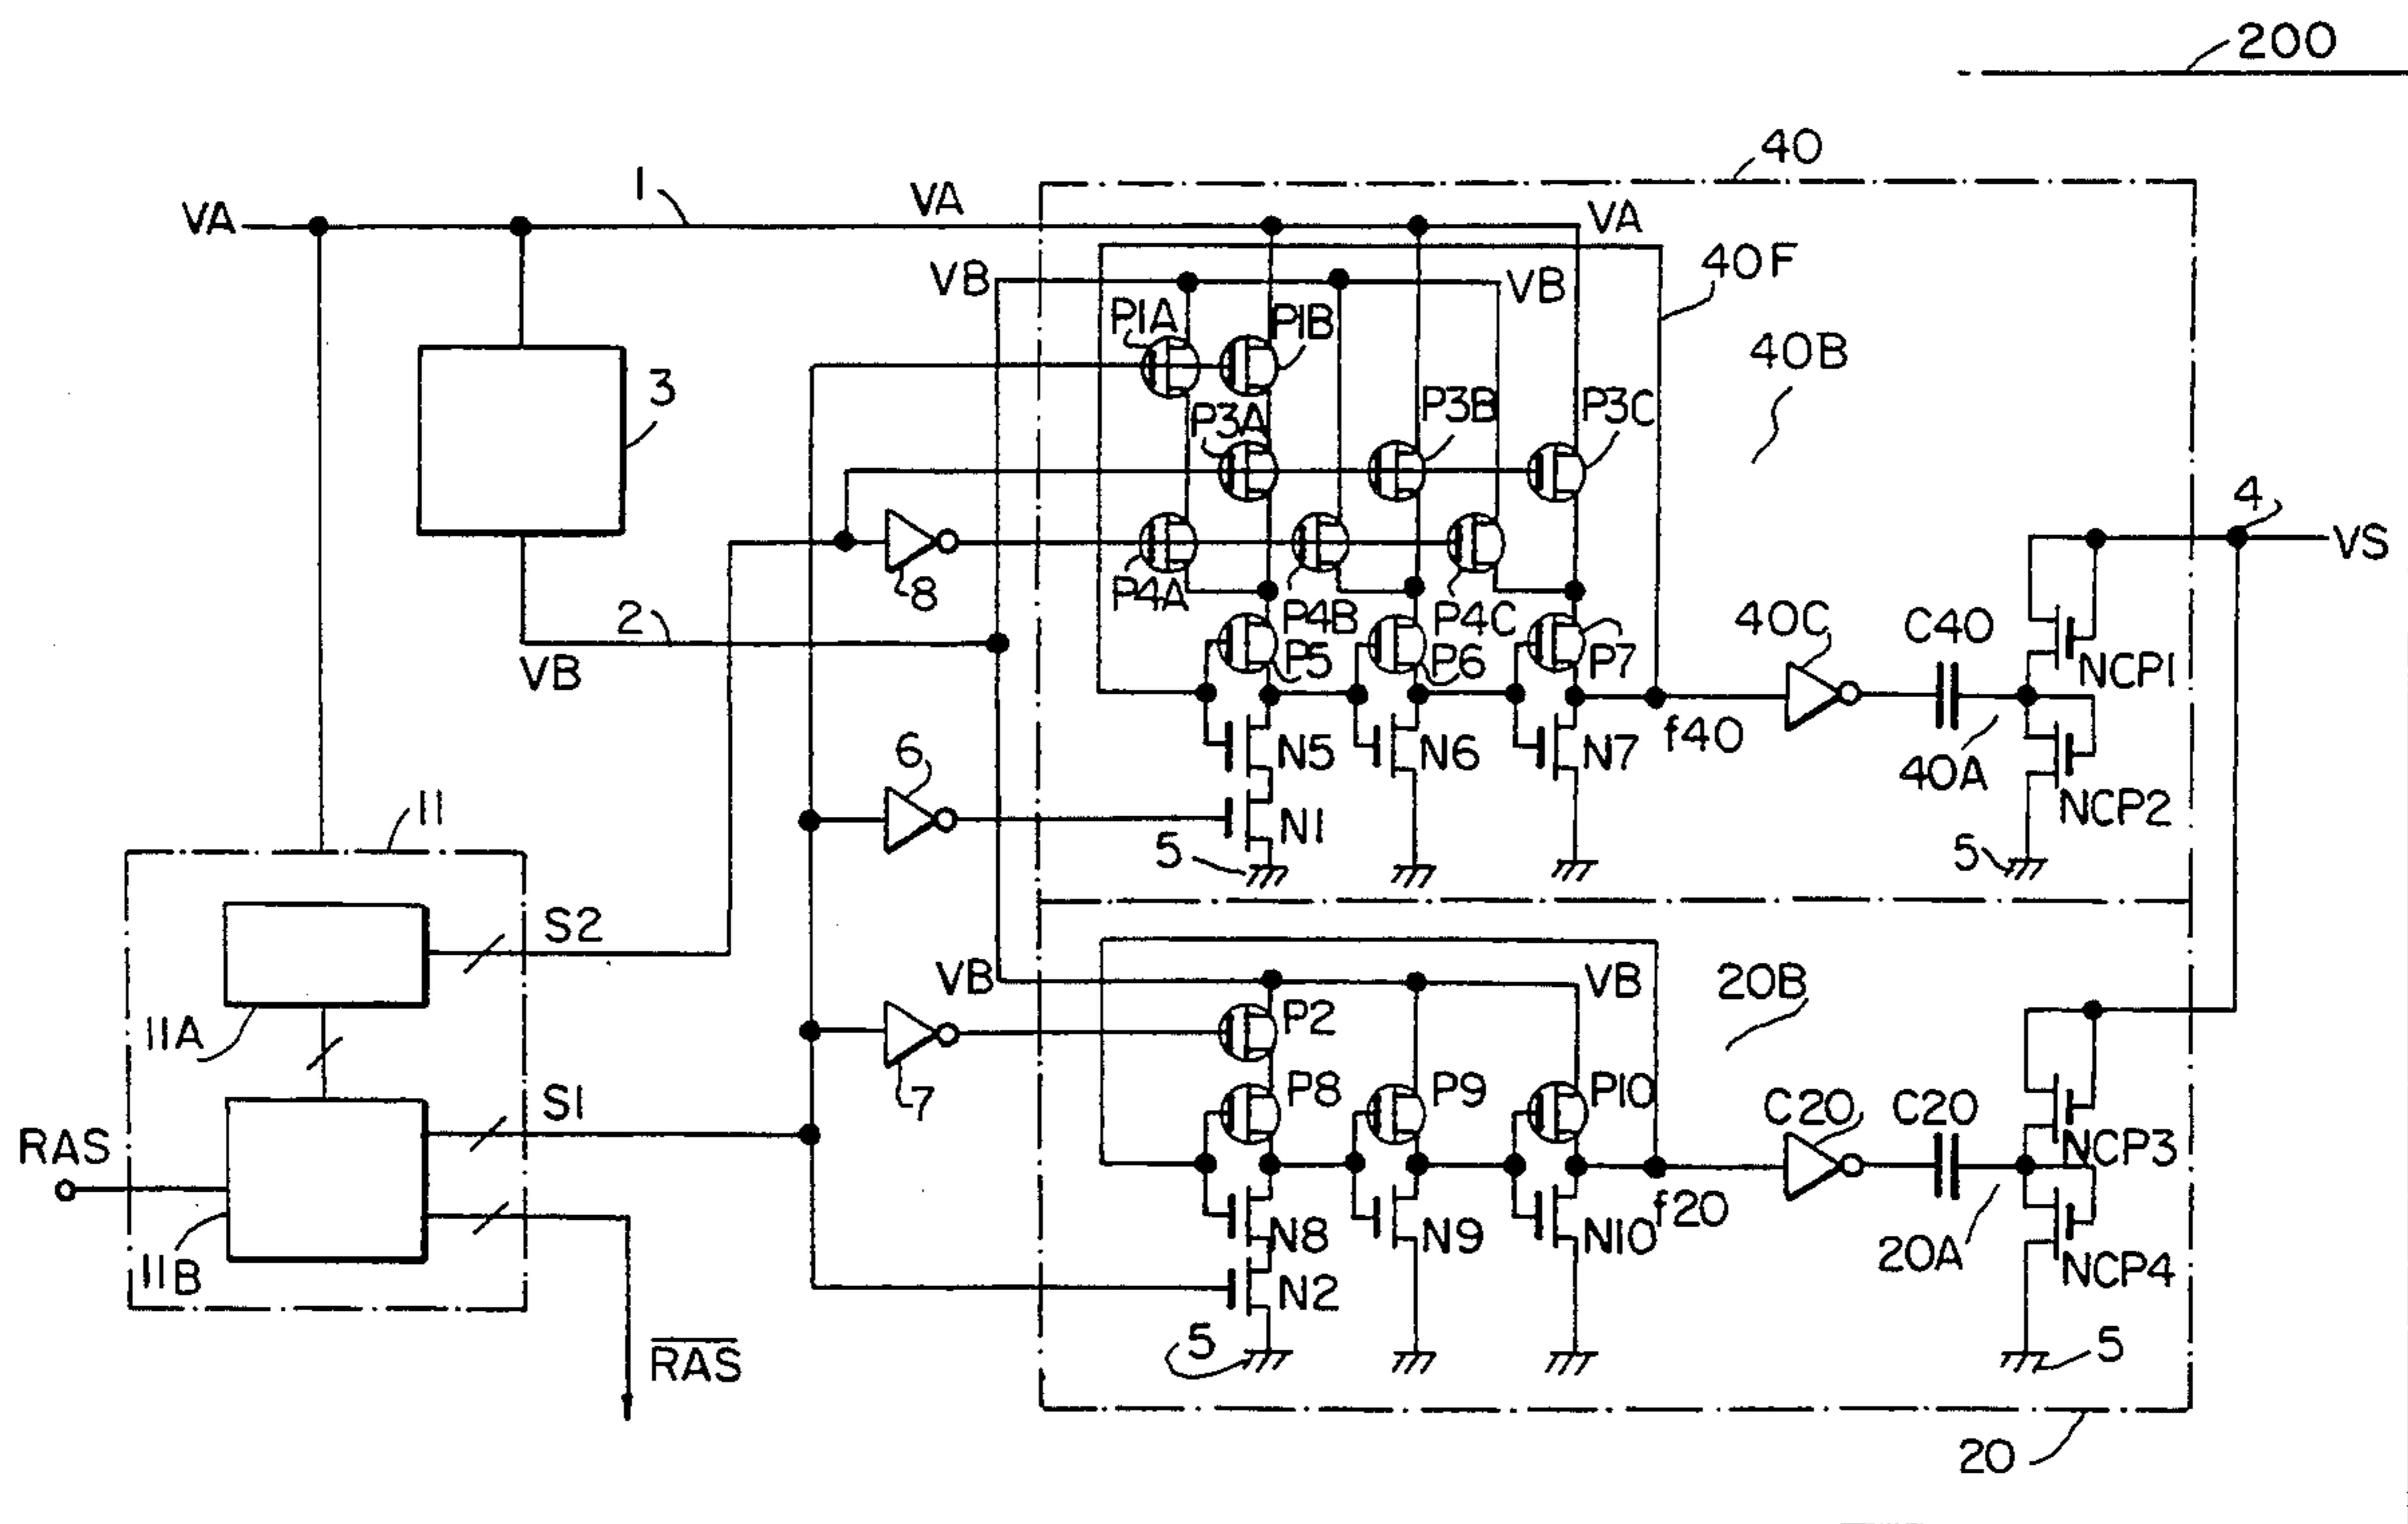 200
40
1
VA
VA
VA
40F
VB
VB
P1A
P1B
40B
3
P3A
P3B
P3C
4
VS
8
P4A
P4B
P4C
2
VB
P5
P6
P7
40C
C40
NCP1
f40
6
N5
N6
N7
40A
NCP2
11
5
N1
5
S2
VB
VB
20B
11A
P2
7
S1
P8
P9
P10
C20
C20
RAS
NCP3
f20
11B
N8
N9
N10
20A
NCP4
N2
RAS
5
5
20